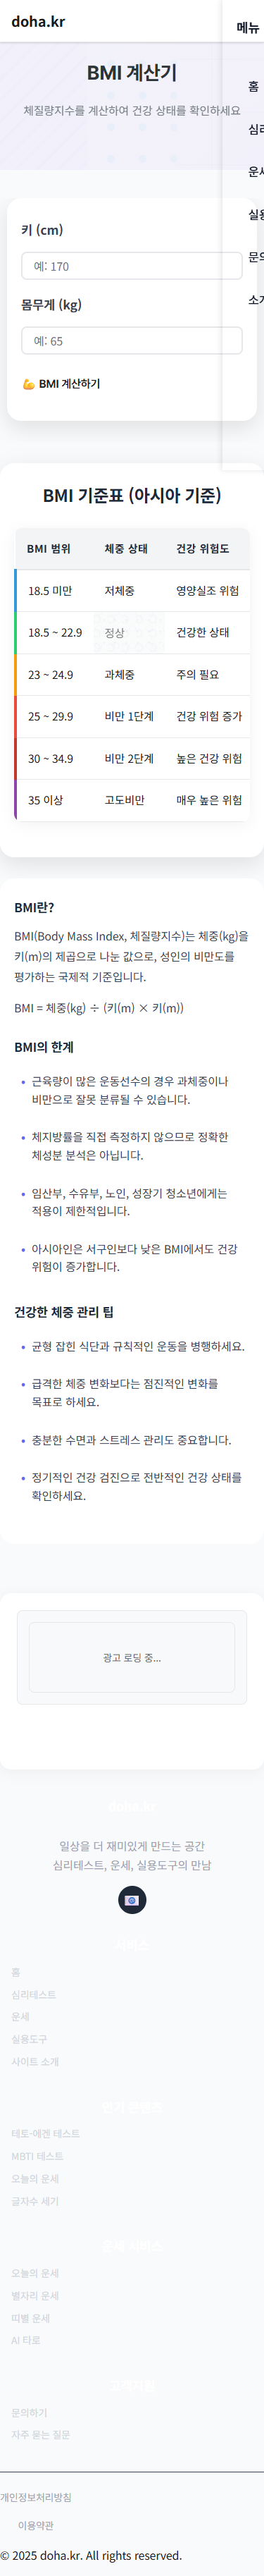 doha.kr
메뉴
홈
BMI 계산기
체질량지수를 계산하여 건강 상태를 확인하세요
심리
운세
실용
문의
소개
키 (cm)
예: 170
몸무게 (kg)
예: 65
💪 BMI 계산하기
BMI 기준표 (아시아 기준)
BMI 범위 체중 상태 건강 위험도
18.5 미만 저체중 영양실조 위험
18.5 ~ 22.9 정상 건강한 상태
23 ~ 24.9 과체중 주의 필요
25 ~ 29.9 비만 1단계 건강 위험 증가
30 ~ 34.9 비만 2단계 높은 건강 위험
35 이상 고도비만 매우 높은 위험
BMI란?
BMI(Body Mass Index, 체질량지수)는 체중(kg)을
키(m)의 제곱으로 나눈 값으로, 성인의 비만도를
평가하는 국제적 기준입니다.
BMI = 체중(kg) ÷ (키(m) × 키(m))
BMI의 한계
• 근육량이 많은 운동선수의 경우 과체중이나
비만으로 잘못 분류될 수 있습니다.
• 체지방률을 직접 측정하지 않으므로 정확한
체성분 분석은 아닙니다.
• 임산부, 수유부, 노인, 성장기 청소년에게는
적용이 제한적입니다.
• 아시아인은 서구인보다 낮은 BMI에서도 건강
위험이 증가합니다.
건강한 체중 관리 팁
• 균형 잡힌 식단과 규칙적인 운동을 병행하세요.
• 급격한 체중 변화보다는 점진적인 변화를
목표로 하세요.
• 충분한 수면과 스트레스 관리도 중요합니다.
• 정기적인 건강 검진으로 전반적인 건강 상태를
확인하세요.
광고 로딩 중...
doha.kr
일상을 더 재미있게 만드는 공간
심리테스트, 운세, 실용도구의 만남
홈
심리테스트
운세
실용도구
사이트 소개
테토-에겐 테스트
MBTI 테스트
오늘의 운세
글자수 세기
오늘의 운세
별자리 운세
띠별 운세
AI 타로
문의하기
자주 묻는 질문
개인정보처리방침
이용약관
© 2025 doha.kr. All rights reserved.